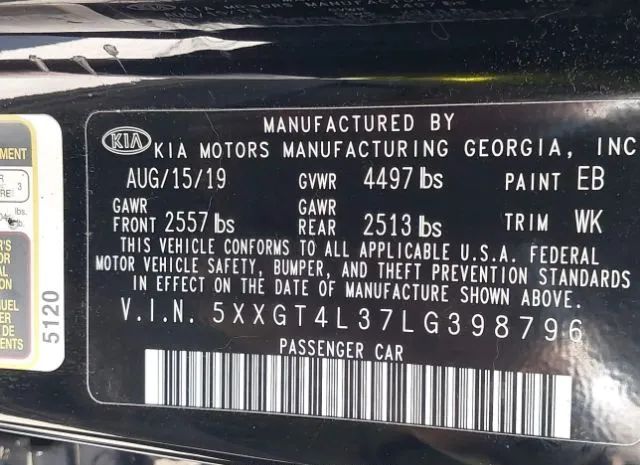 MANUFACTURED BY
KIA KIA MOTORS MANUFACTURING GEORGIA, INC
AUG/15/19 GVWR 4497 lbs PAINT EB
GAWR FRONT 2557 lbs GAWR REAR 2513 lbs TRIM WK
THIS VEHICLE CONFORMS TO ALL APPLICABLE U.S.A. FEDERAL
MOTOR VEHICLE SAFETY, BUMPER, AND THEFT PREVENTION STANDARDS
IN EFFECT ON THE DATE OF MANUFACTURE SHOWN ABOVE.
V.I.N. 5XXGT4L37LG398796
PASSENGER CAR
5120
3